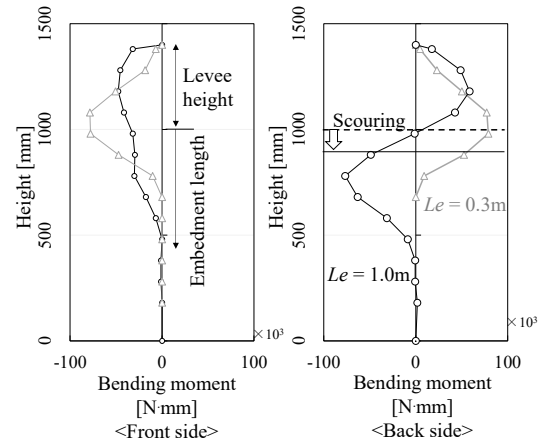 1500
1000
500
0
Height [mm]
Levee
height
Embedment length
×10³
-100
0
100
Bending moment
[N·mm]
<Front side>
1500
1000
500
0
Height [mm]
Scouring
Le = 0.3m
Le = 1.0m
×10³
-100
0
100
Bending moment
[N·mm]
<Back side>